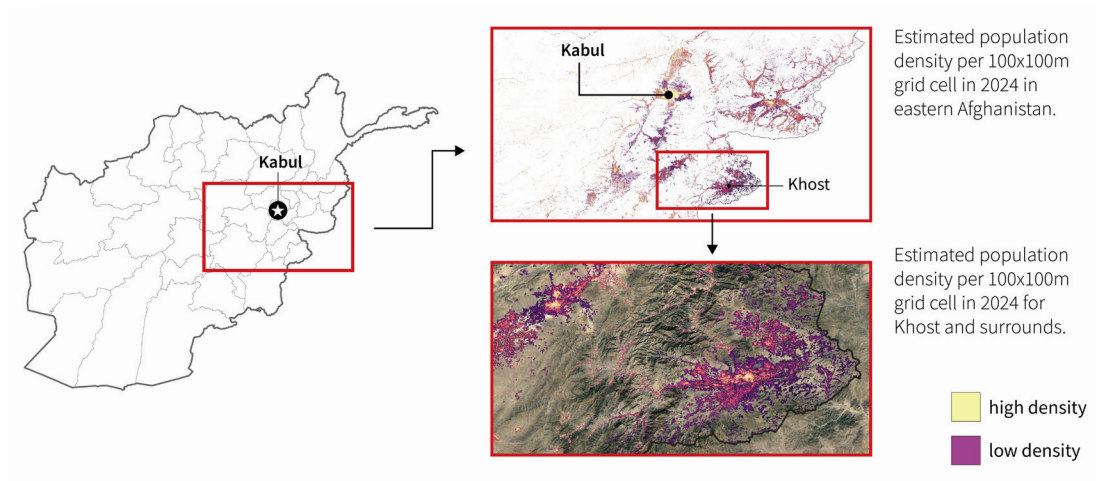 Kabul
Kabul
Khost
Estimated population
density per 100x100m
grid cell in 2024 in
eastern Afghanistan.
Estimated population
density per 100x100m
grid cell in 2024 for
Khost and surrounds.
high density
low density